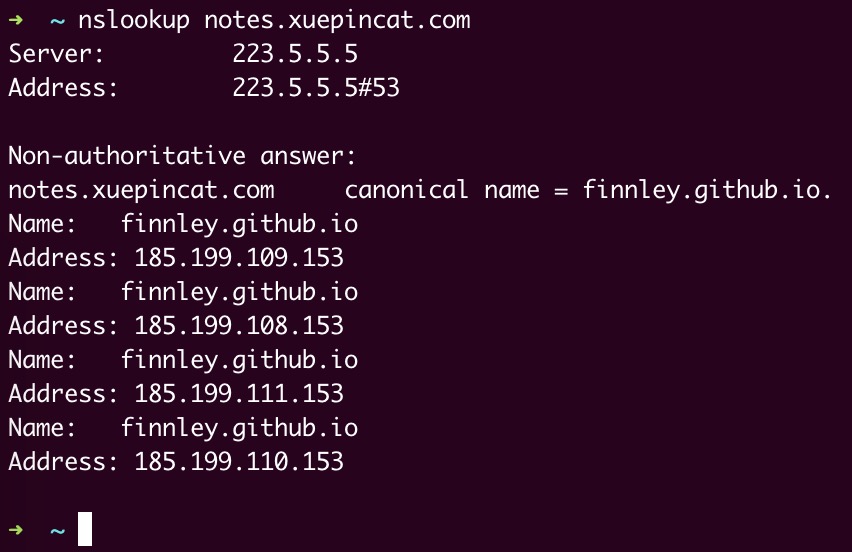 ➜ ~ nslookup notes.xuepincat.com
Server: 223.5.5.5
Address: 223.5.5.5#53
Non-authoritative answer:
notes.xuepincat.com canonical name = finnley.github.io.
Name: finnley.github.io
Address: 185.199.109.153
Name: finnley.github.io
Address: 185.199.108.153
Name: finnley.github.io
Address: 185.199.111.153
Name: finnley.github.io
Address: 185.199.110.153
➜ ~